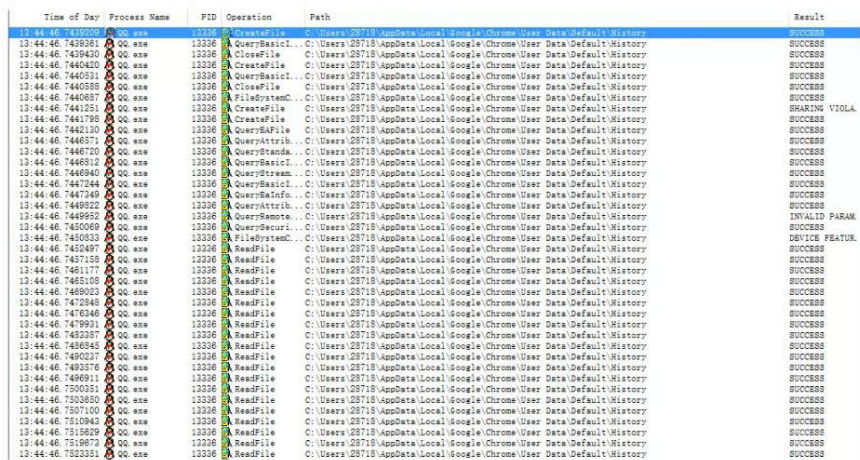 Time of Day Process Name PID Operation Path Result
13:44:46.7439209 QQ.exe 13336 CreateFile C:\Users\28718\AppData\Local\Google\Chrome\User Data\Default\History SUCCESS
13:44:46.7439361 QQ.exe 13336 QueryBasicI... C:\Users\28718\AppData\Local\Google\Chrome\User Data\Default\History SUCCESS
13:44:46.7439430 QQ.exe 13336 CloseFile C:\Users\28718\AppData\Local\Google\Chrome\User Data\Default\History SUCCESS
13:44:46.7440420 QQ.exe 13336 CreateFile C:\Users\28718\AppData\Local\Google\Chrome\User Data\Default\History SUCCESS
13:44:46.7440531 QQ.exe 13336 QueryBasicI... C:\Users\28718\AppData\Local\Google\Chrome\User Data\Default\History SUCCESS
13:44:46.7440588 QQ.exe 13336 CloseFile C:\Users\28718\AppData\Local\Google\Chrome\User Data\Default\History SUCCESS
13:44:46.7440687 QQ.exe 13336 FileSystemC... C:\Users\28718\AppData\Local\Google\Chrome\User Data\Default\History SUCCESS
13:44:46.7441251 QQ.exe 13336 CreateFile C:\Users\28718\AppData\Local\Google\Chrome\User Data\Default\History SHARING VIOLA.
13:44:46.7441798 QQ.exe 13336 CreateFile C:\Users\28718\AppData\Local\Google\Chrome\User Data\Default\History SUCCESS
13:44:46.7442130 QQ.exe 13336 QueryEAFile C:\Users\28718\AppData\Local\Google\Chrome\User Data\Default\History SUCCESS
13:44:46.7446571 QQ.exe 13336 QueryAttrib... C:\Users\28718\AppData\Local\Google\Chrome\User Data\Default\History SUCCESS
13:44:46.7446720 QQ.exe 13336 QueryStanda... C:\Users\28718\AppData\Local\Google\Chrome\User Data\Default\History SUCCESS
13:44:46.7446812 QQ.exe 13336 QueryBasicI... C:\Users\28718\AppData\Local\Google\Chrome\User Data\Default\History SUCCESS
13:44:46.7446940 QQ.exe 13336 QueryStream... C:\Users\28718\AppData\Local\Google\Chrome\User Data\Default\History SUCCESS
13:44:46.7447244 QQ.exe 13336 QueryBasicI... C:\Users\28718\AppData\Local\Google\Chrome\User Data\Default\History SUCCESS
13:44:46.7447349 QQ.exe 13336 QueryEaInfo... C:\Users\28718\AppData\Local\Google\Chrome\User Data\Default\History SUCCESS
13:44:46.7449822 QQ.exe 13336 QueryAttrib... C:\Users\28718\AppData\Local\Google\Chrome\User Data\Default\History SUCCESS
13:44:46.7449952 QQ.exe 13336 QueryRemote... C:\Users\28718\AppData\Local\Google\Chrome\User Data\Default\History INVALID PARAM.
13:44:46.7450069 QQ.exe 13336 QuerySecuri... C:\Users\28718\AppData\Local\Google\Chrome\User Data\Default\History SUCCESS
13:44:46.7450833 QQ.exe 13336 FileSystemC... C:\Users\28718\AppData\Local\Google\Chrome\User Data\Default\History DEVICE FEATUR.
13:44:46.7452497 QQ.exe 13336 ReadFile C:\Users\28718\AppData\Local\Google\Chrome\User Data\Default\History SUCCESS
13:44:46.7457158 QQ.exe 13336 ReadFile C:\Users\28718\AppData\Local\Google\Chrome\User Data\Default\History SUCCESS
13:44:46.7461177 QQ.exe 13336 ReadFile C:\Users\28718\AppData\Local\Google\Chrome\User Data\Default\History SUCCESS
13:44:46.7465108 QQ.exe 13336 ReadFile C:\Users\28718\AppData\Local\Google\Chrome\User Data\Default\History SUCCESS
13:44:46.7469023 QQ.exe 13336 ReadFile C:\Users\28718\AppData\Local\Google\Chrome\User Data\Default\History SUCCESS
13:44:46.7472848 QQ.exe 13336 ReadFile C:\Users\28718\AppData\Local\Google\Chrome\User Data\Default\History SUCCESS
13:44:46.7476346 QQ.exe 13336 ReadFile C:\Users\28718\AppData\Local\Google\Chrome\User Data\Default\History SUCCESS
13:44:46.7479931 QQ.exe 13336 ReadFile C:\Users\28718\AppData\Local\Google\Chrome\User Data\Default\History SUCCESS
13:44:46.7483387 QQ.exe 13336 ReadFile C:\Users\28718\AppData\Local\Google\Chrome\User Data\Default\History SUCCESS
13:44:46.7486848 QQ.exe 13336 ReadFile C:\Users\28718\AppData\Local\Google\Chrome\User Data\Default\History SUCCESS
13:44:46.7490237 QQ.exe 13336 ReadFile C:\Users\28718\AppData\Local\Google\Chrome\User Data\Default\History SUCCESS
13:44:46.7493576 QQ.exe 13336 ReadFile C:\Users\28718\AppData\Local\Google\Chrome\User Data\Default\History SUCCESS
13:44:46.7496911 QQ.exe 13336 ReadFile C:\Users\28718\AppData\Local\Google\Chrome\User Data\Default\History SUCCESS
13:44:46.7500351 QQ.exe 13336 ReadFile C:\Users\28718\AppData\Local\Google\Chrome\User Data\Default\History SUCCESS
13:44:46.7503650 QQ.exe 13336 ReadFile C:\Users\28718\AppData\Local\Google\Chrome\User Data\Default\History SUCCESS
13:44:46.7507100 QQ.exe 13336 ReadFile C:\Users\28718\AppData\Local\Google\Chrome\User Data\Default\History SUCCESS
13:44:46.7510943 QQ.exe 13336 ReadFile C:\Users\28718\AppData\Local\Google\Chrome\User Data\Default\History SUCCESS
13:44:46.7515629 QQ.exe 13336 ReadFile C:\Users\28718\AppData\Local\Google\Chrome\User Data\Default\History SUCCESS
13:44:46.7519673 QQ.exe 13336 ReadFile C:\Users\28718\AppData\Local\Google\Chrome\User Data\Default\History SUCCESS
13:44:46.7523351 QQ.exe 13336 ReadFile C:\Users\28718\AppData\Local\Google\Chrome\User Data\Default\History SUCCESS